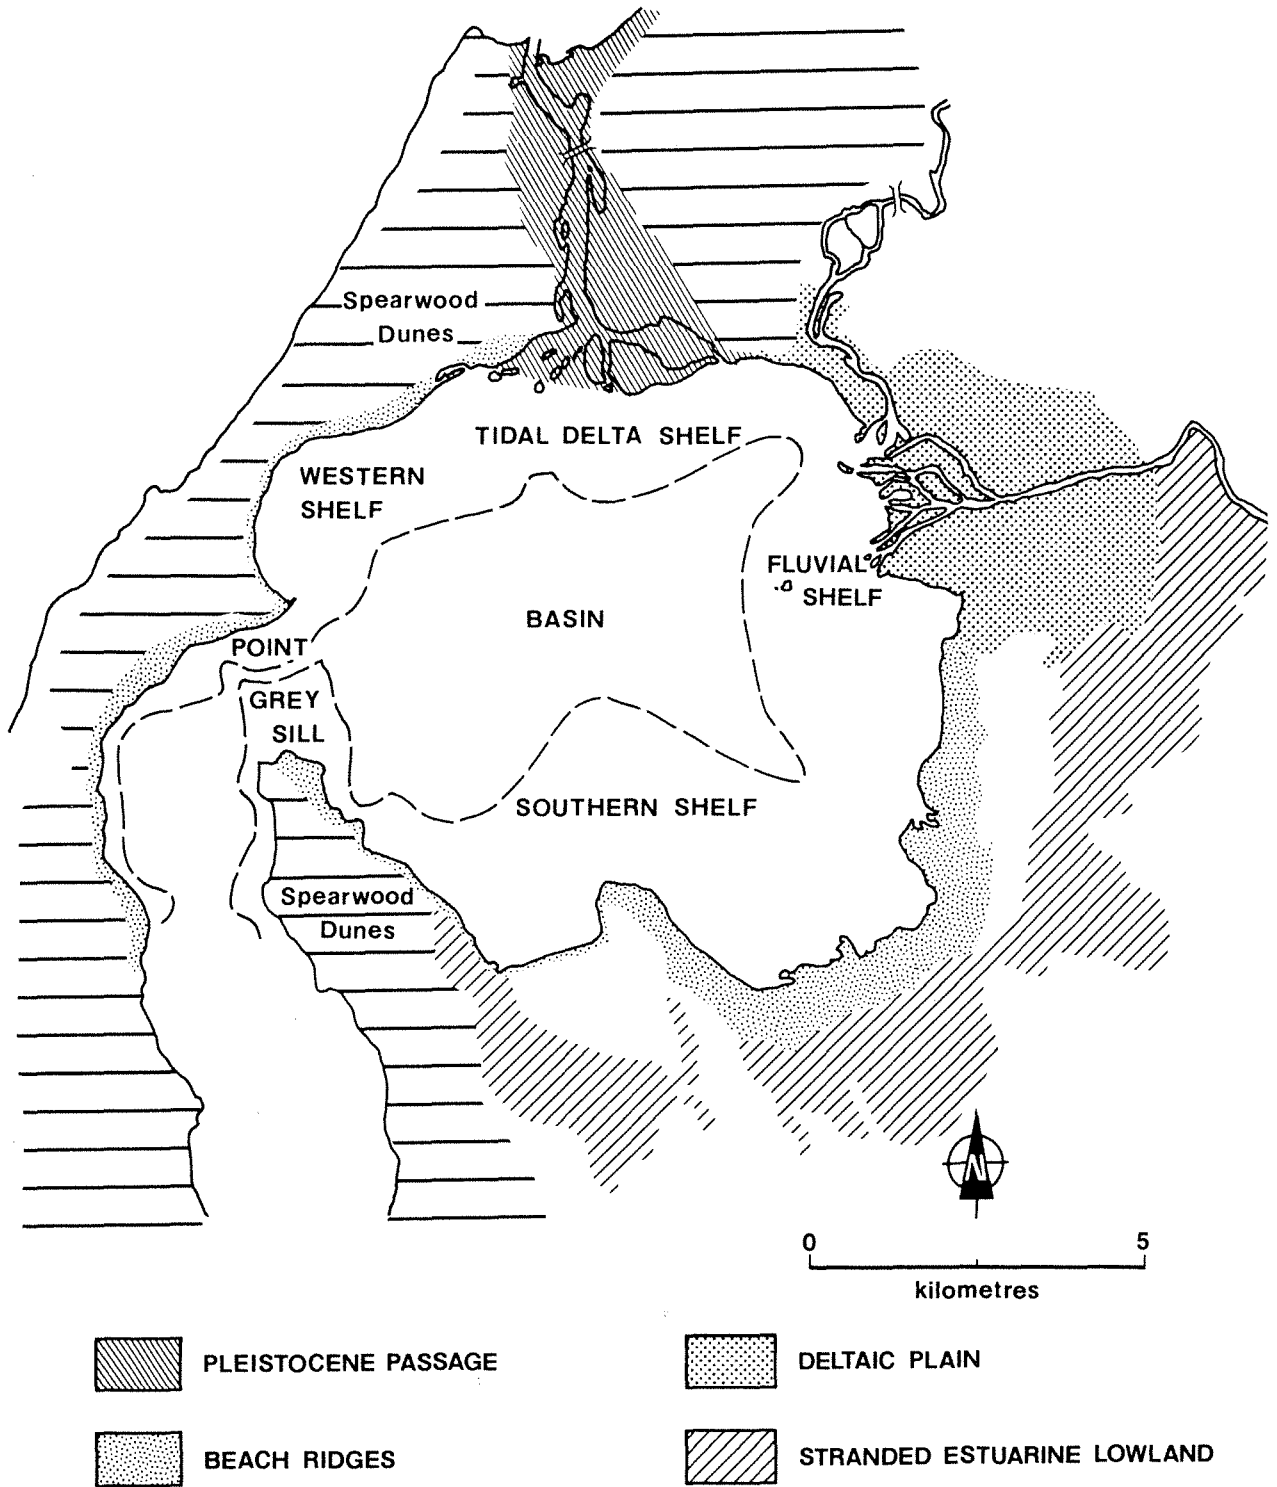 Spearwood
Dunes
TIDAL DELTA SHELF
WESTERN
SHELF
FLUVIAL
SHELF
BASIN
POINT
GREY
SILL
SOUTHERN SHELF
Spearwood
Dunes
N
0 5
kilometres
PLEISTOCENE PASSAGE
DELTAIC PLAIN
BEACH RIDGES
STRANDED ESTUARINE LOWLAND